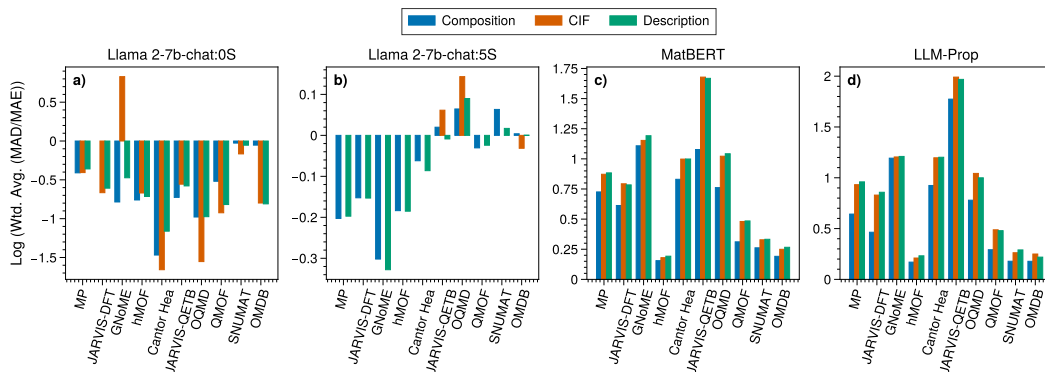 Composition CIF Description
Llama 2-7b-chat:0S
Llama 2-7b-chat:5S
MatBERT
LLM-Prop
Log (Wtd. Avg. (MAD/MAE))
a)
0.5
0
−0.5
−1
−1.5
MP
JARVIS-DFT
GNoME
hMOF
Cantor Hea
JARVIS-QETB
OQMD
QMOF
SNUMAT
OMDB
b)
0.1
0
−0.1
−0.2
−0.3
MP
JARVIS-DFT
GNoME
hMOF
Cantor Hea
JARVIS-QETB
OQMD
QMOF
SNUMAT
OMDB
c)
1.75
1.5
1.25
1
0.75
0.5
0.25
0
MP
JARVIS-DFT
GNoME
hMOF
Cantor Hea
JARVIS-QETB
OQMD
QMOF
SNUMAT
OMDB
d)
2
1.5
1
0.5
0
MP
JARVIS-DFT
GNoME
hMOF
Cantor Hea
JARVIS-QETB
OQMD
QMOF
SNUMAT
OMDB